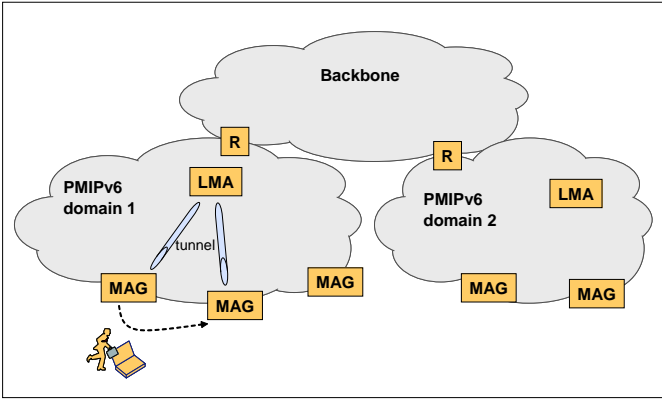 Backbone
R
R
LMA
PMIPv6
domain 1
PMIPv6
domain 2
LMA
tunnel
MAG
MAG
MAG
MAG
MAG